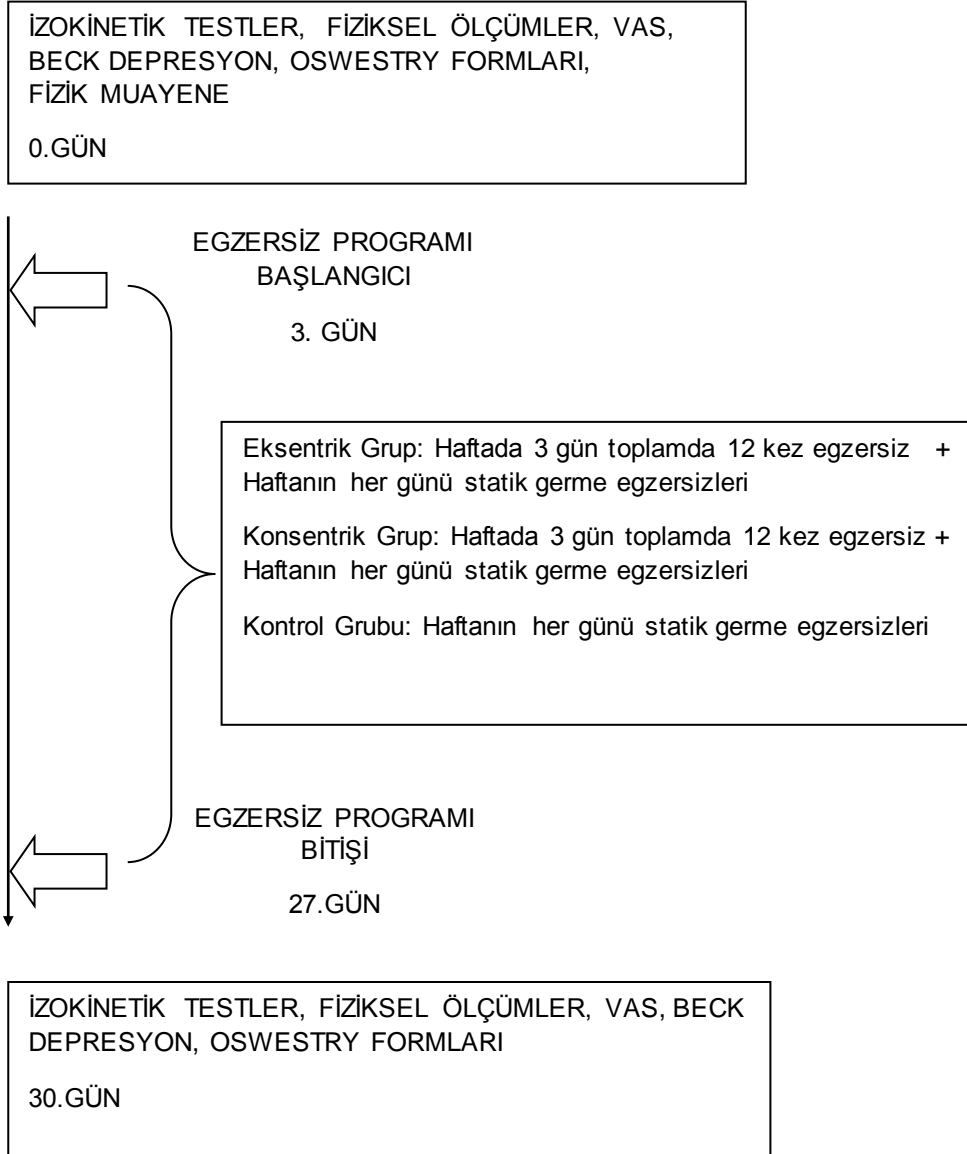 İZOKİNETİK TESTLER, FİZİKSEL ÖLÇÜMLER, VAS,
BECK DEPRESYON, OSWESTRY FORMLARI,
FİZİK MUAYENE
0.GÜN
EGZERSİZ PROGRAMI
BAŞLANGICI
3. GÜN
Eksentrik Grup: Haftada 3 gün toplamda 12 kez egzersiz +
Haftanın her günü statik germe egzersizleri
Konsentrik Grup: Haftada 3 gün toplamda 12 kez egzersiz +
Haftanın her günü statik germe egzersizleri
Kontrol Grubu: Haftanın her günü statik germe egzersizleri
EGZERSİZ PROGRAMI
BİTİŞİ
27.GÜN
İZOKİNETİK TESTLER, FİZİKSEL ÖLÇÜMLER, VAS, BECK
DEPRESYON, OSWESTRY FORMLARI
30.GÜN